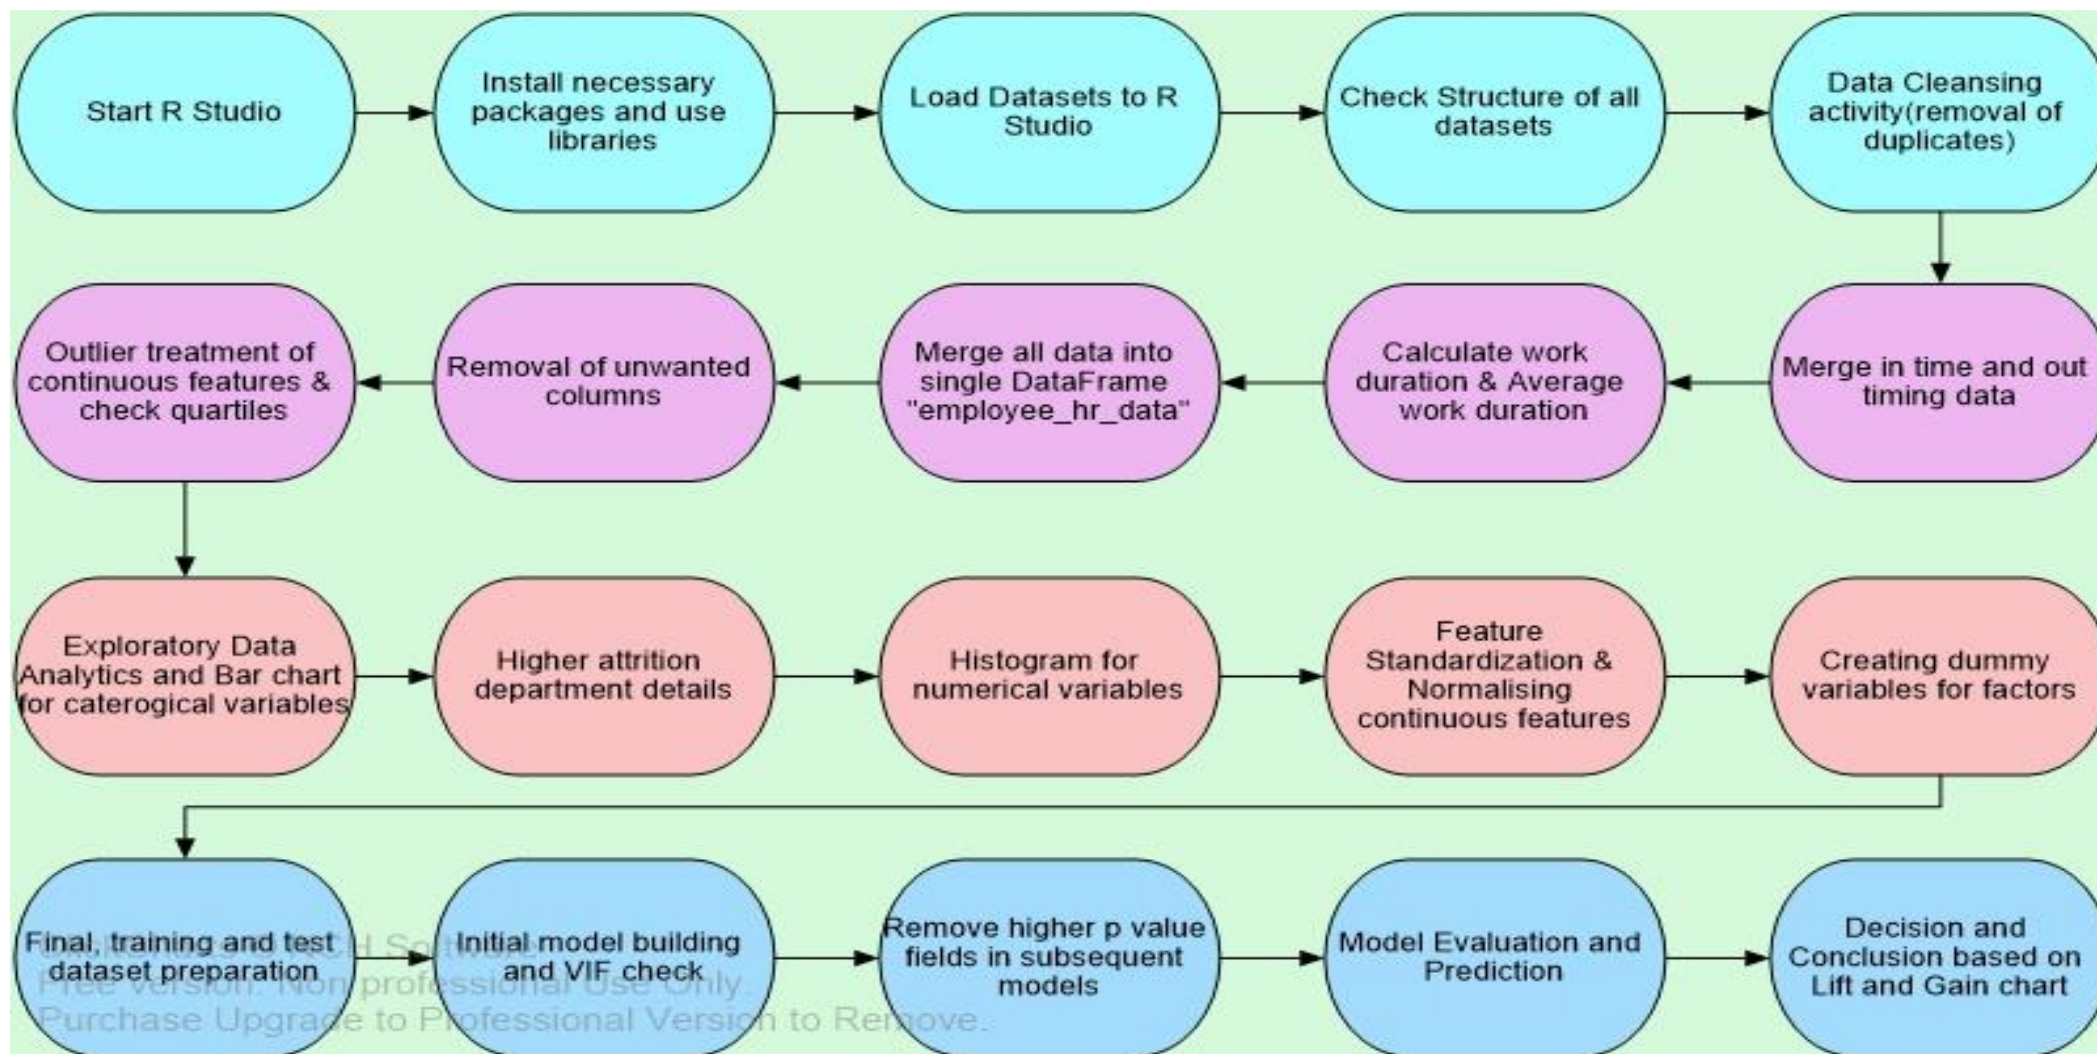 Start R Studio
Install necessary
packages and use
libraries
Load Datasets to R
Studio
Check Structure of all
datasets
Data Cleansing
activity(removal of
duplicates)
Outlier treatment of
continuous features &
check quartiles
Removal of unwanted
columns
Merge all data into
single DataFrame
"employee_hr_data"
Calculate work
duration & Average
work duration
Merge in time and out
timing data
Exploratory Data
Analytics and Bar chart
for caterogical variables
Higher attrition
department details
Histogram for
numerical variables
Feature
Standardization &
Normalising
continuous features
Creating dummy
variables for factors
Final, training and test
dataset preparation
Initial model building
and VIF check
Remove higher p value
fields in subsequent
models
Model Evaluation and
Prediction
Decision and
Conclusion based on
Lift and Gain chart
NCH Software
Free version. Non professional Use Only.
Purchase Upgrade to Professional Version to Remove.